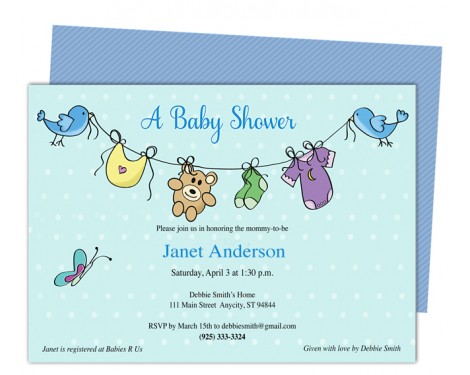 A Baby Shower
Please join us in honoring the mommy-to-be
Janet Anderson
Saturday, April 3 at 1:30 p.m.
Debbie Smith's Home
111 Main Street Anycity, ST 94844
RSVP by March 15th to debbiesmith@gmail.com
(925) 333-3324
Janet is registered at Babies R Us
Given with love by Debbie Smith